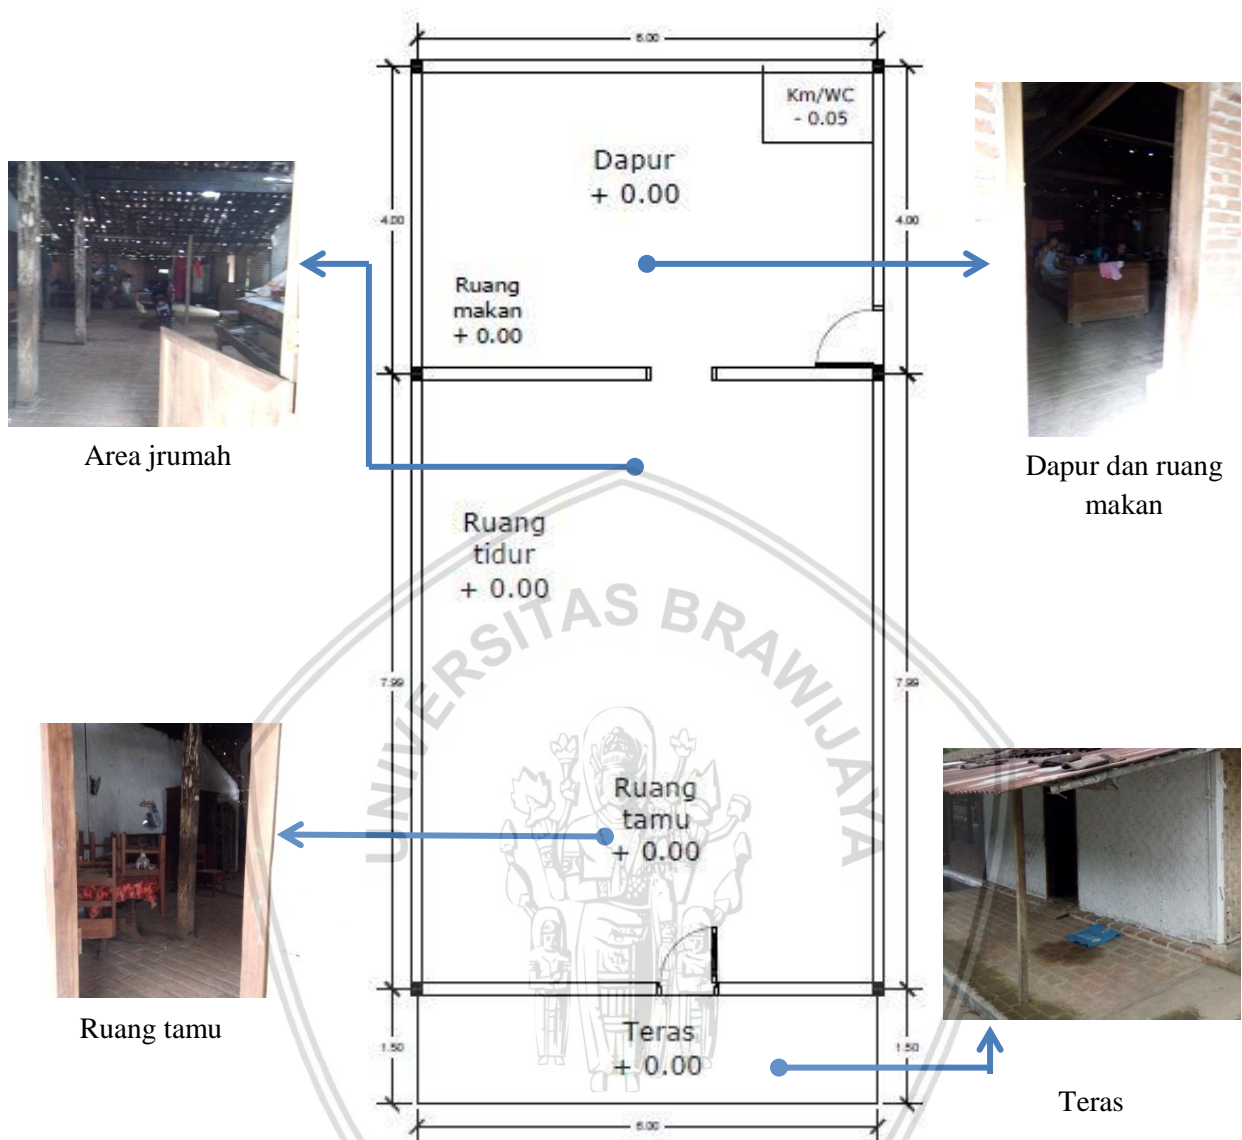 6.00
Km/WC
- 0.05
Dapur
+ 0.00
4.00
4.00
Ruang
makan
+ 0.00
Area jrumah
Dapur dan ruang
makan
Ruang
tidur
+ 0.00
UNIVERSITAS BRAWIJAYA
7.99
7.99
Ruang
tamu
+ 0.00
Ruang tamu
Teras
+ 0.00
1.50
1.50
Teras
6.00